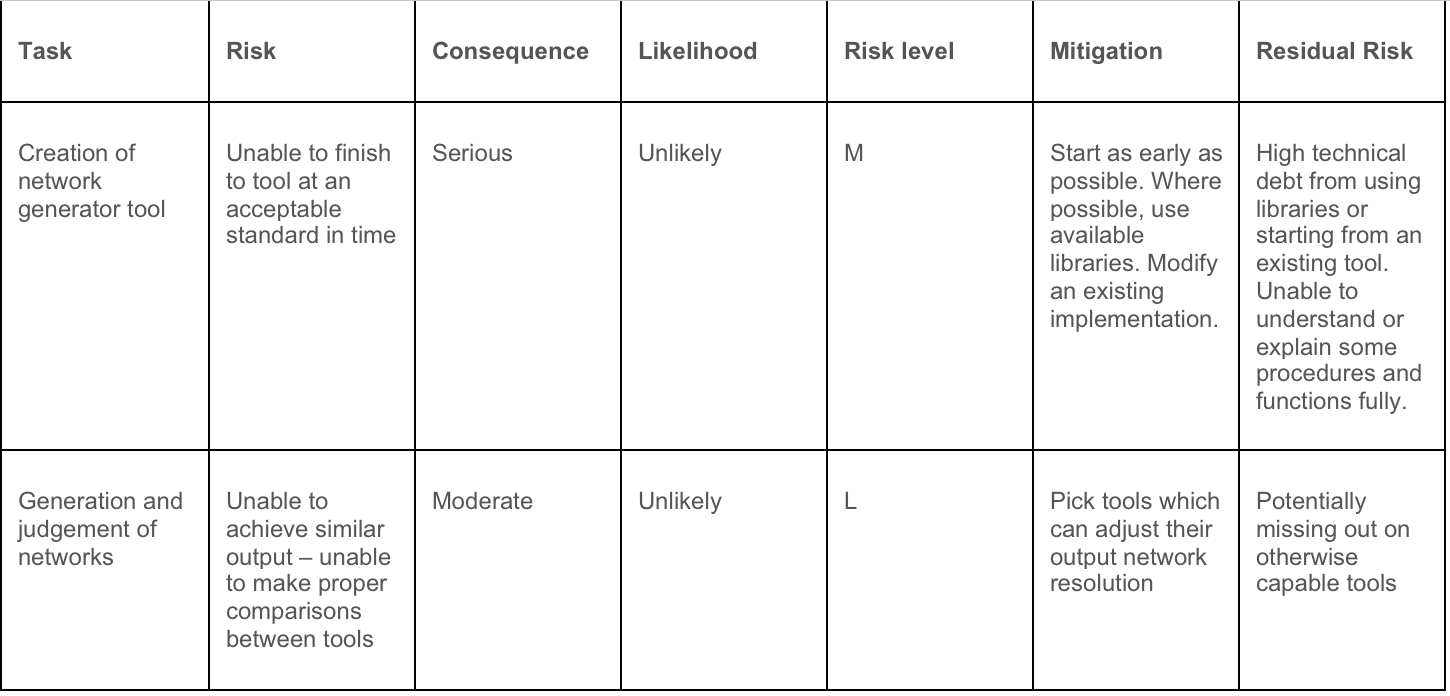 Task
Risk
Consequence
Likelihood
Risk level
Mitigation
Residual Risk
Creation of
network
generator tool
Unable to finish
to tool at an
acceptable
standard in time
Serious
Unlikely
M
Start as early as
possible. Where
possible, use
available
libraries. Modify
an existing
implementation.
High technical
debt from using
libraries or
starting from an
existing tool.
Unable to
understand or
explain some
procedures and
functions fully.
Generation and
judgement of
networks
Unable to
achieve similar
output – unable
to make proper
comparisons
between tools
Moderate
Unlikely
L
Pick tools which
can adjust their
output network
resolution
Potentially
missing out on
otherwise
capable tools